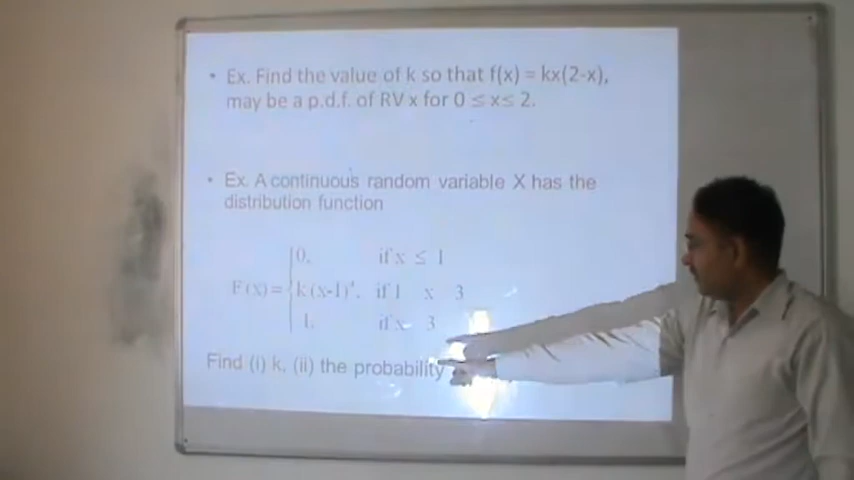 • Ex. Find the value of k so that f(x) = kx(2-x),
may be a p.d.f. of RV x for 0 ≤ x ≤ 2.
• Ex. A continuous random variable X has the
distribution function
0, if x ≤ 1
F(x) = k(x-1)⁴, if 1 x 3
1, if x 3
Find (i) k, (ii) the probability